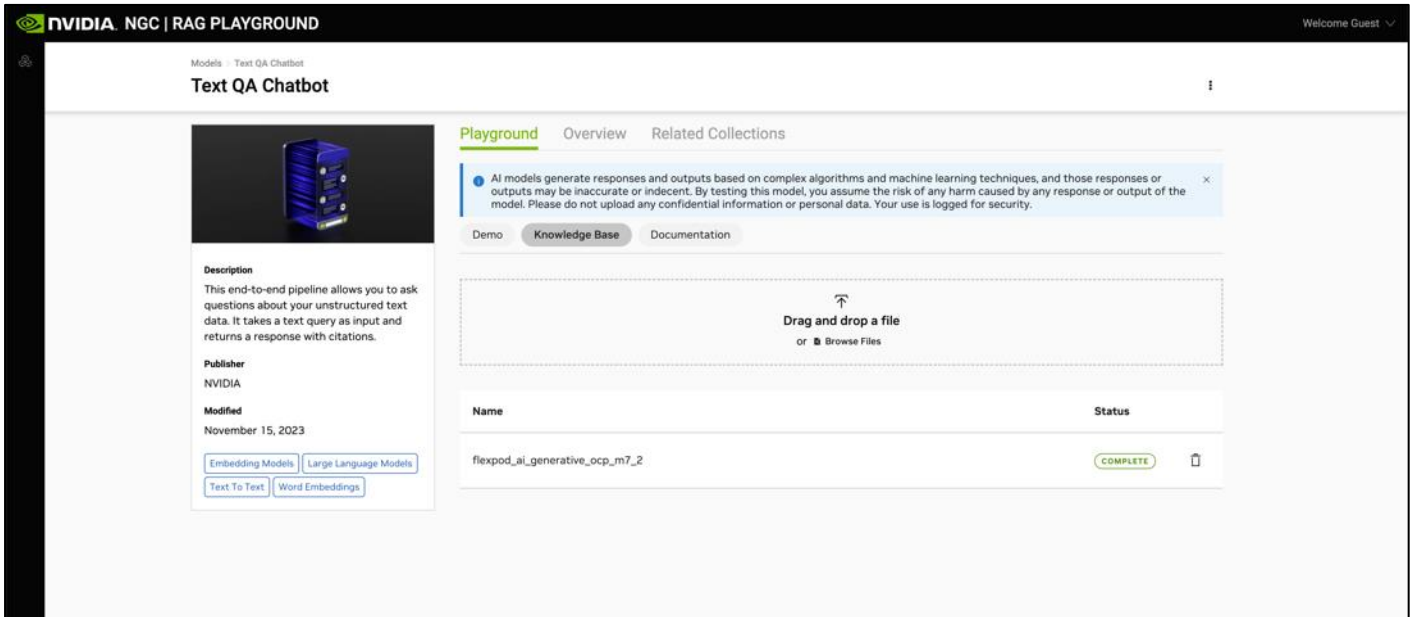 NVIDIA. NGC | RAG PLAYGROUND
Welcome Guest
Models Text QA Chatbot
Text QA Chatbot
Description
This end-to-end pipeline allows you to ask
questions about your unstructured text
data. It takes a text query as input and
returns a response with citations.
Publisher
NVIDIA
Modified
November 15, 2023
Embedding Models Large Language Models
Text To Text Word Embeddings
Playground Overview Related Collections
AI models generate responses and outputs based on complex algorithms and machine learning techniques, and those responses or
outputs may be inaccurate or indecent. By testing this model, you assume the risk of any harm caused by any response or output of the
model. Please do not upload any confidential information or personal data. Your use is logged for security.
Demo Knowledge Base Documentation
Drag and drop a file
or Browse Files
Name Status
flexpod_ai_generative_ocp_m7_2 COMPLETE